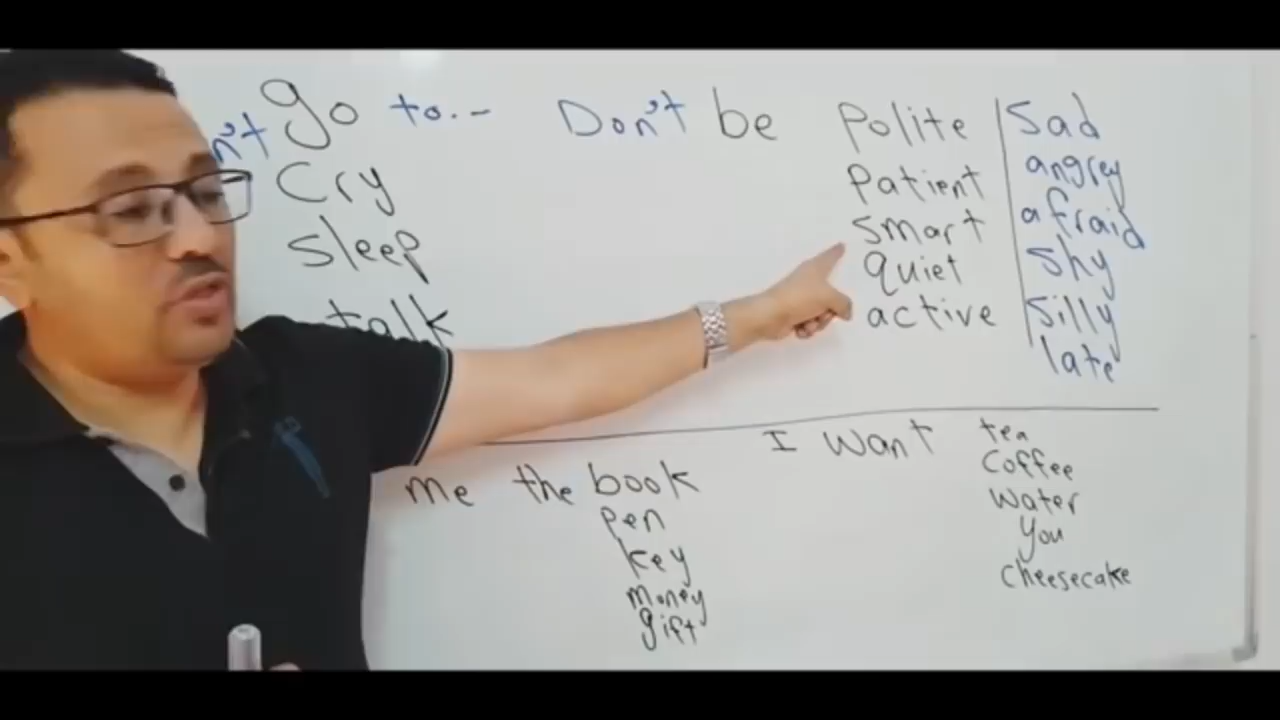 n't go to.--
Cry
Sleep
talk
Don't be
Polite
Patient
smart
quiet
active
Sad
angrey
afraid
shy
silly
late
me the book
pen
key
money
gift
I want
tea
Coffee
Water
You
Cheesecake